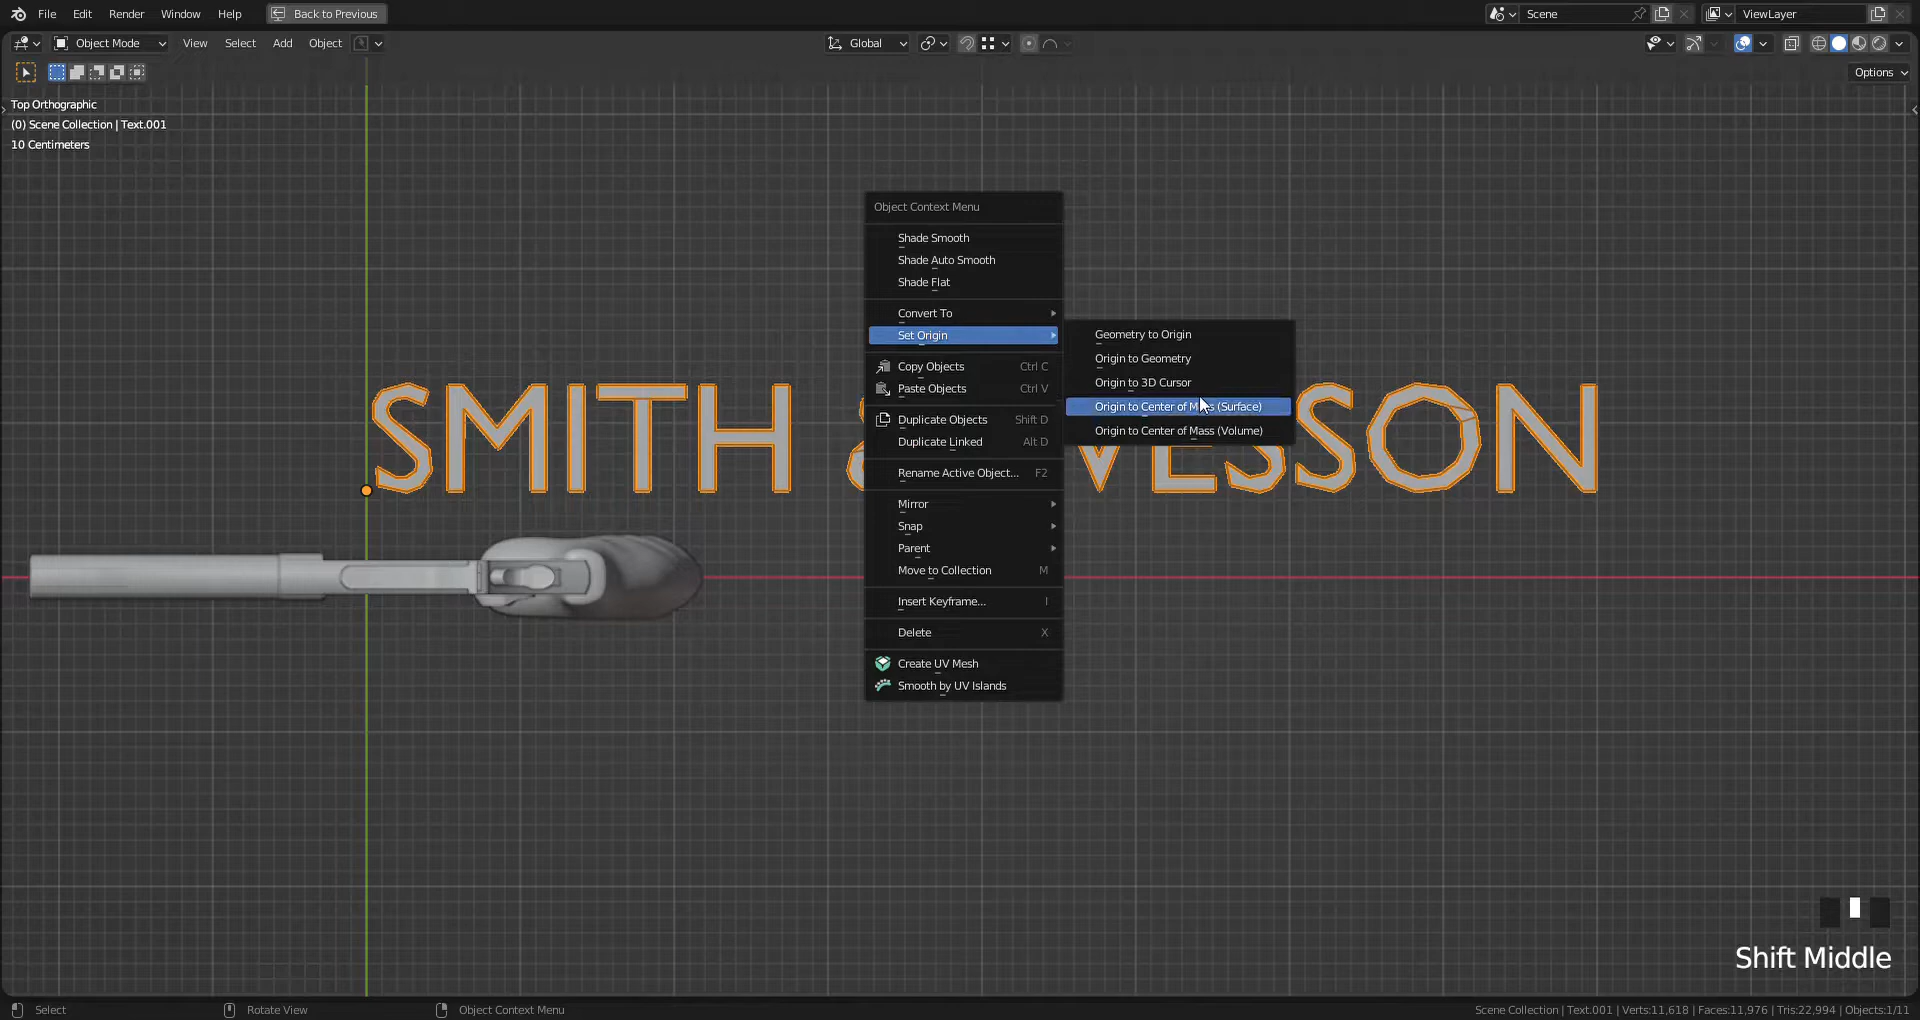 File Edit Render Window Help Back to Previous Scene ViewLayer
Object Mode View Select Add Object Global
Options
Top Orthographic
(0) Scene Collection | Text.001
10 Centimeters
Object Context Menu
Shade Smooth
Shade Auto Smooth
Shade Flat
Convert To
Set Origin
Geometry to Origin
Origin to Geometry
Origin to 3D Cursor
Origin to Center of Mass (Surface)
Origin to Center of Mass (Volume)
Copy Objects Ctrl C
Paste Objects Ctrl V
Duplicate Objects Shift D
Duplicate Linked Alt D
Rename Active Object... F2
Mirror
Snap
Parent
Move to Collection M
Insert Keyframe... I
Delete X
Create UV Mesh
Smooth by UV Islands
SMITH & WESSON
Shift Middle
Select Rotate View Object Context Menu Scene Collection | Text.001 | Verts:11,618 | Faces:11,976 | Tris:22,994 | Objects:1/11